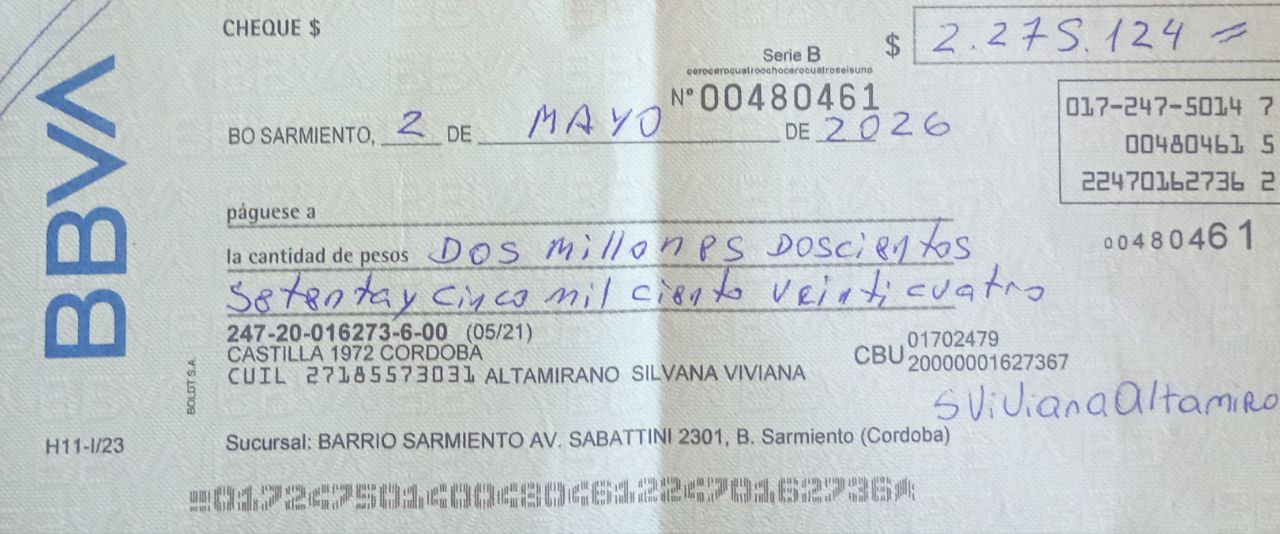 BBVA
CHEQUE $
$ 2.275.124 =
Serie B
cerocerocuatroochocerocuatroseisuno
N° 00480461
BO SARMIENTO, 2 DE MAYO DE 2026
017-247-5014 7
00480461 5
22470162736 2
páguese a
00480461
la cantidad de pesos Dos millones Doscientos
Setenta y cinco mil ciento veinticuatro
247-20-016273-6-00 (05/21)
CASTILLA 1972 CORDOBA
CUIL 27185573031 ALTAMIRANO SILVANA VIVIANA
CBU 01702479
20000001627367
BOLDT S.A.
SViVianaAltamiRo
H11-I/23
Sucursal: BARRIO SARMIENTO AV. SABATTINI 2301, B. Sarmiento (Cordoba)